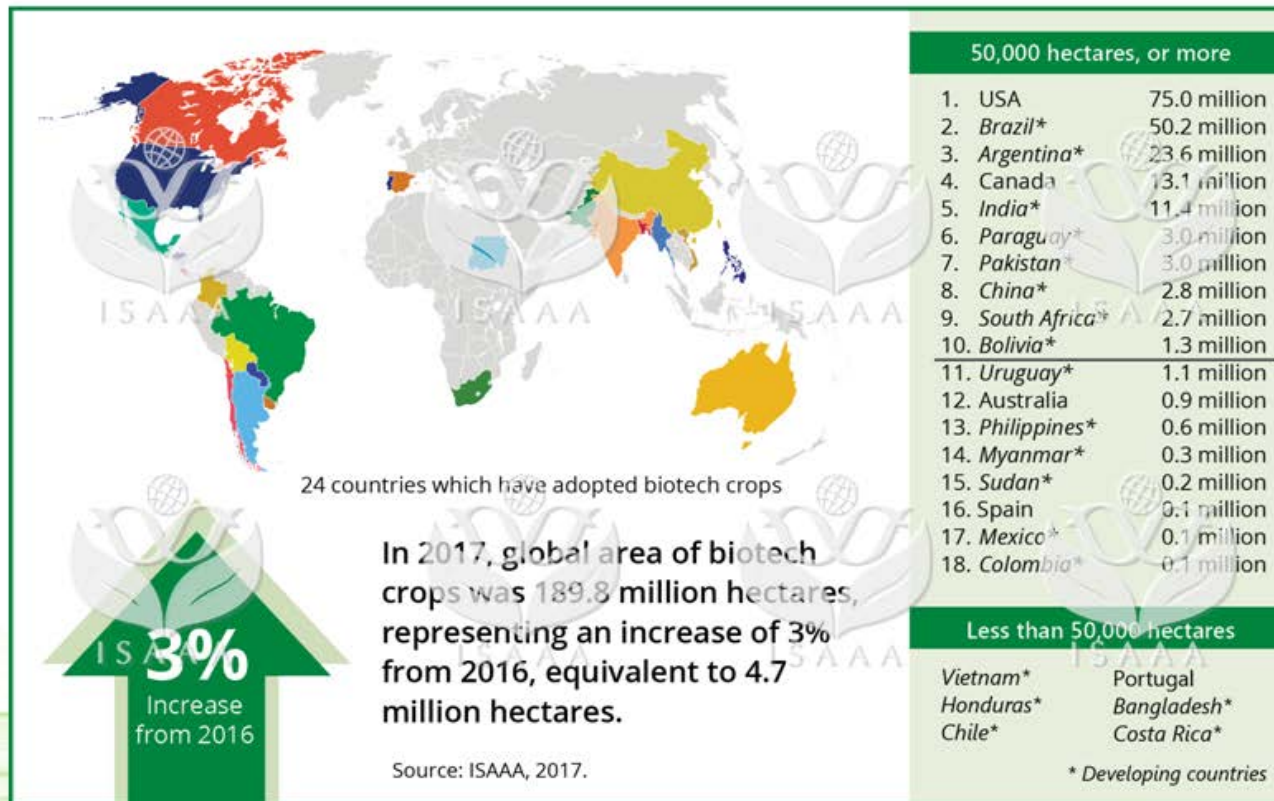 50,000 hectares, or more
1. USA 75.0 million
2. Brazil* 50.2 million
3. Argentina* 23.6 million
4. Canada 13.1 million
5. India* 11.4 million
6. Paraguay* 3.0 million
7. Pakistan* 3.0 million
8. China* 2.8 million
9. South Africa* 2.7 million
10. Bolivia* 1.3 million
11. Uruguay* 1.1 million
12. Australia 0.9 million
13. Philippines* 0.6 million
14. Myanmar* 0.3 million
15. Sudan* 0.2 million
16. Spain 0.1 million
17. Mexico* 0.1 million
18. Colombia* 0.1 million
Less than 50,000 hectares
Vietnam* Portugal
Honduras* Bangladesh*
Chile* Costa Rica*
* Developing countries
ISAAA ISAAA ISAAA
24 countries which have adopted biotech crops
In 2017, global area of biotech
crops was 189.8 million hectares,
representing an increase of 3%
from 2016, equivalent to 4.7
million hectares.
Source: ISAAA, 2017.
3%
Increase
from 2016
ISAAA ISAAA ISAAA ISAAA